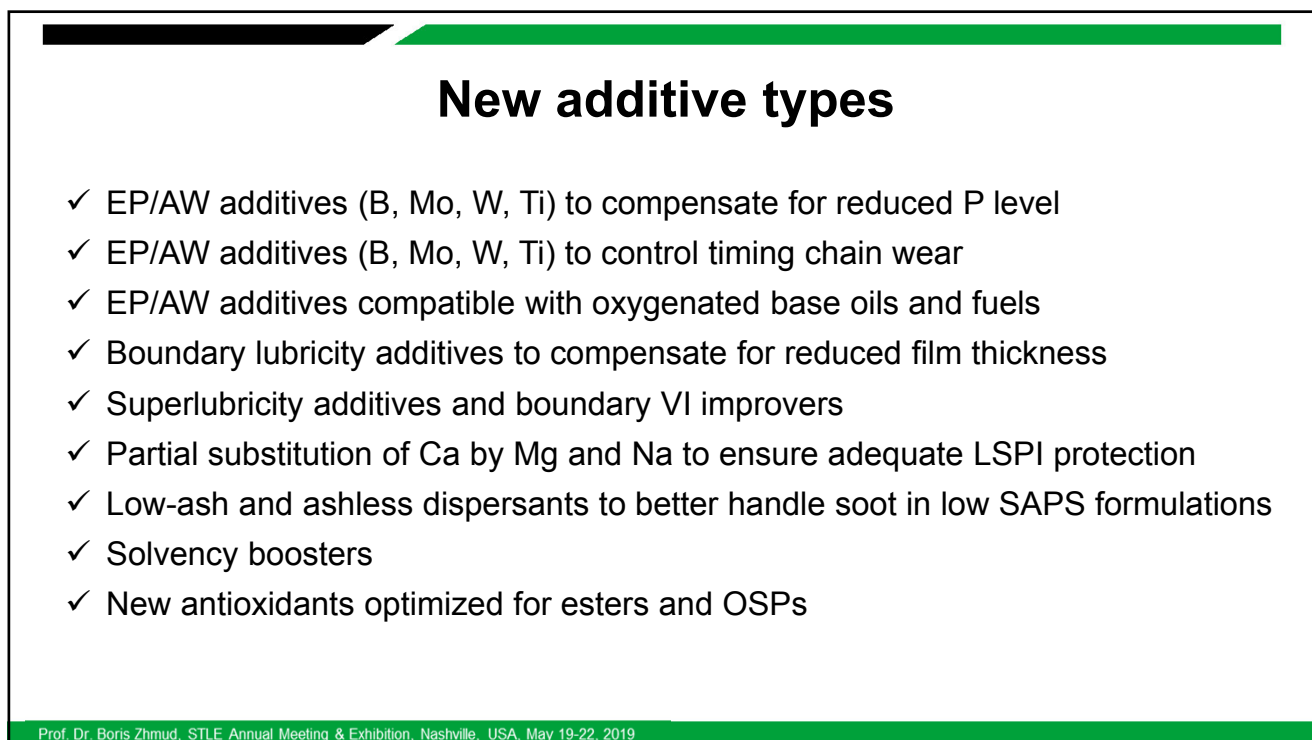 New additive types
✓ EP/AW additives (B, Mo, W, Ti) to compensate for reduced P level
✓ EP/AW additives (B, Mo, W, Ti) to control timing chain wear
✓ EP/AW additives compatible with oxygenated base oils and fuels
✓ Boundary lubricity additives to compensate for reduced film thickness
✓ Superlubricity additives and boundary VI improvers
✓ Partial substitution of Ca by Mg and Na to ensure adequate LSPI protection
✓ Low-ash and ashless dispersants to better handle soot in low SAPS formulations
✓ Solvency boosters
✓ New antioxidants optimized for esters and OSPs
Prof. Dr. Boris Zhmud, STLE Annual Meeting & Exhibition, Nashville, USA, May 19-22, 2019